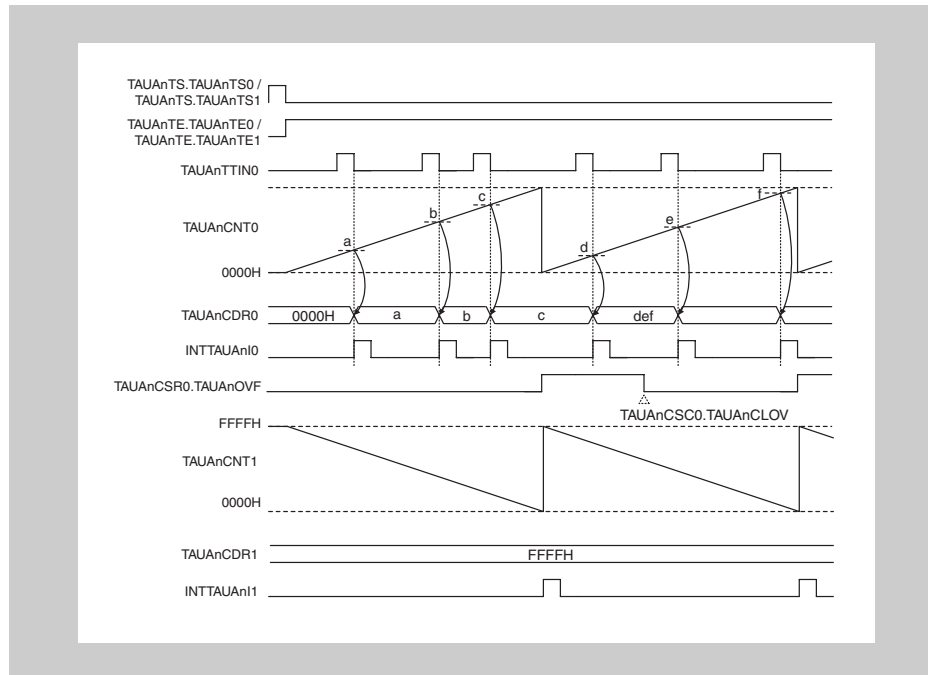 TAUAnTS.TAUAnTS0 /
TAUAnTS.TAUAnTS1
TAUAnTE.TAUAnTE0 /
TAUAnTE.TAUAnTE1
TAUAnTTIN0
TAUAnCNT0
a
b
c
d
e
f
0000H
TAUAnCDR0
0000H
a
b
c
def
INTTAUAnI0
TAUAnCSR0.TAUAnOVF
TAUAnCSC0.TAUAnCLOV
FFFFH
TAUAnCNT1
0000H
TAUAnCDR1
FFFFH
INTTAUAnI1